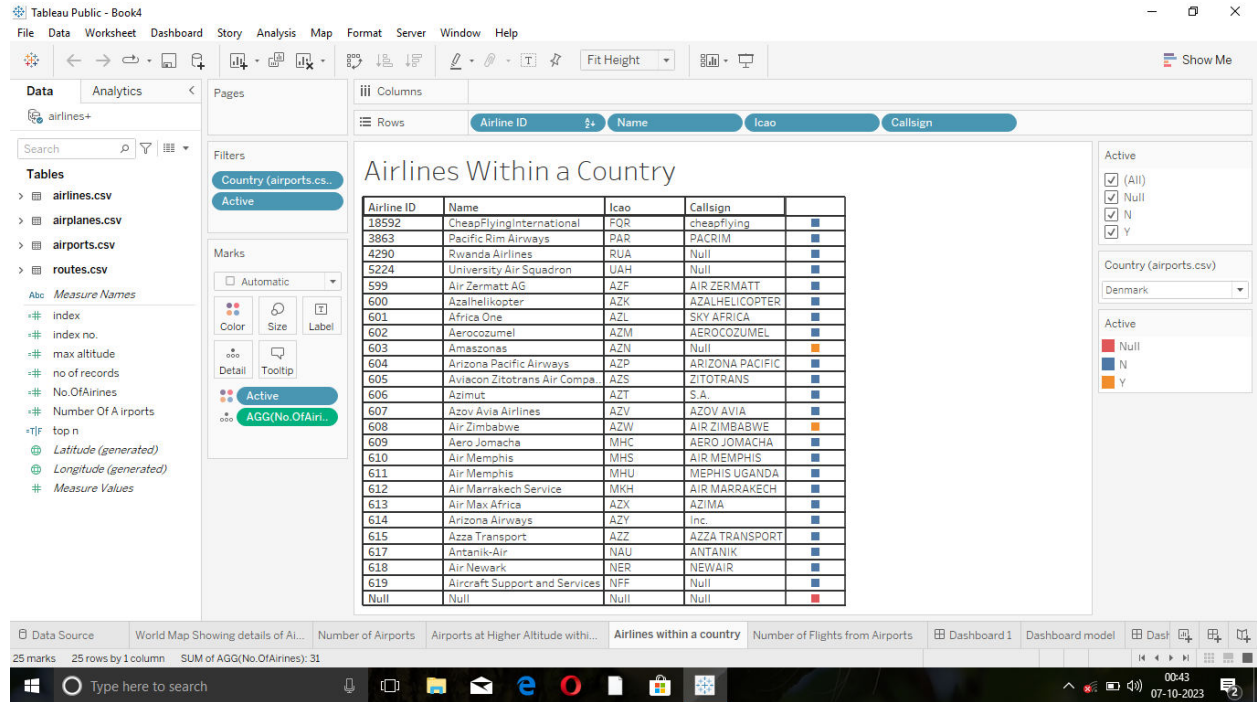 Tableau Public - Book4
File Data Worksheet Dashboard Story Analysis Map Format Server Window Help
Fit Height
Show Me
Data Analytics
airlines+
Search
Tables
airlines.csv
airplanes.csv
airports.csv
routes.csv
Abc Measure Names
index
index no.
max altitude
no of records
No.OfAirines
Number Of A irports
top n
Latitude (generated)
Longitude (generated)
Measure Values
Pages
Filters
Country (airports.cs..
Active
Marks
Automatic
Color Size Label
Detail Tooltip
Active
AGG(No.OfAiri..
Columns
Rows Airline ID Name Icao Callsign
Airlines Within a Country
Airline ID Name Icao Callsign
18592 CheapFlyingInternational FQR cheapflying
3863 Pacific Rim Airways PAR PACRIM
4290 Rwanda Airlines RUA Null
5224 University Air Squadron UAH Null
599 Air Zermatt AG AZF AIR ZERMATT
600 Azalhelikopter AZK AZALHELICOPTER
601 Africa One AZL SKY AFRICA
602 Aerocozumel AZM AEROCOZUMEL
603 Amaszonas AZN Null
604 Arizona Pacific Airways AZP ARIZONA PACIFIC
605 Aviacon Zitotrans Air Compa.. AZS ZITOTRANS
606 Azimut AZT S.A.
607 Azov Avia Airlines AZV AZOV AVIA
608 Air Zimbabwe AZW AIR ZIMBABWE
609 Aero Jomacha MHC AERO JOMACHA
610 Air Memphis MHS AIR MEMPHIS
611 Air Memphis MHU MEPHIS UGANDA
612 Air Marrakech Service MKH AIR MARRAKECH
613 Air Max Africa AZX AZIMA
614 Arizona Airways AZY Inc.
615 Azza Transport AZZ AZZA TRANSPORT
617 Antanik-Air NAU ANTANIK
618 Air Newark NER NEWAIR
619 Aircraft Support and Services NFF Null
Null Null Null Null
Active
(All)
Null
N
Y
Country (airports.csv)
Denmark
Active
Null
N
Y
Data Source World Map Showing details of Ai... Number of Airports Airports at Higher Altitude withi... Airlines within a country Number of Flights from Airports Dashboard 1 Dashboard model Dash
25 marks 25 rows by 1 column SUM of AGG(No.OfAirines): 31
Type here to search
00:43
07-10-2023
2